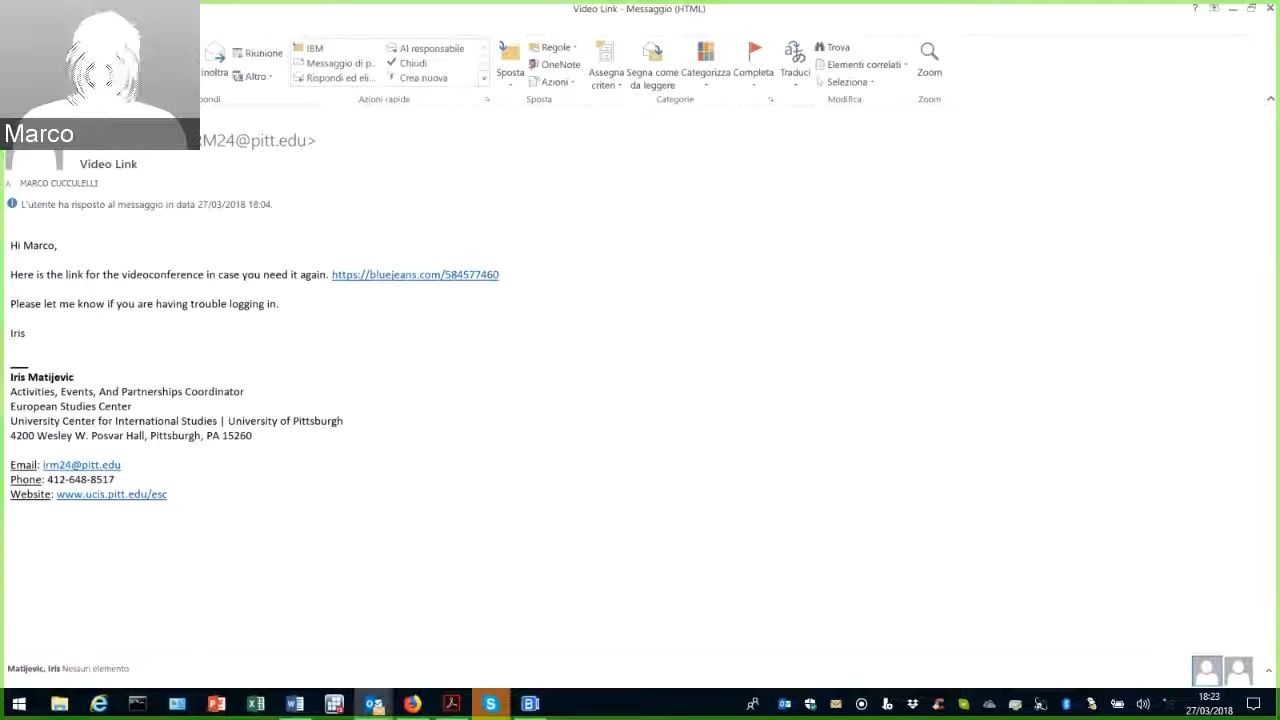 Video Link - Messaggio (HTML)
?
Inoltra
Riunione
Altro
IBM
Messaggio di p...
Rispondi ed eli...
Al responsabile
Chiudi
Crea nuova
Azioni rapide
Sposta
Regole
OneNote
Azioni
Sposta
Assegna criteri
Segna come da leggere
Categorizza
Completa
Categorie
Traduci
Trova
Elementi correlati
Seleziona
Modifica
Zoom
Zoom
Marco
RM24@pitt.edu>
Video Link
A MARCO CUCCULELLI
L'utente ha risposto al messaggio in data 27/03/2018 18:04.
Hi Marco,
Here is the link for the videoconference in case you need it again. https://bluejeans.com/584577460
Please let me know if you are having trouble logging in.
Iris
Iris Matijevic
Activities, Events, And Partnerships Coordinator
European Studies Center
University Center for International Studies | University of Pittsburgh
4200 Wesley W. Posvar Hall, Pittsburgh, PA 15260
Email: irm24@pitt.edu
Phone: 412-648-8517
Website: www.ucis.pitt.edu/esc
Matijevic, Iris Nessun elemento
18:23
27/03/2018